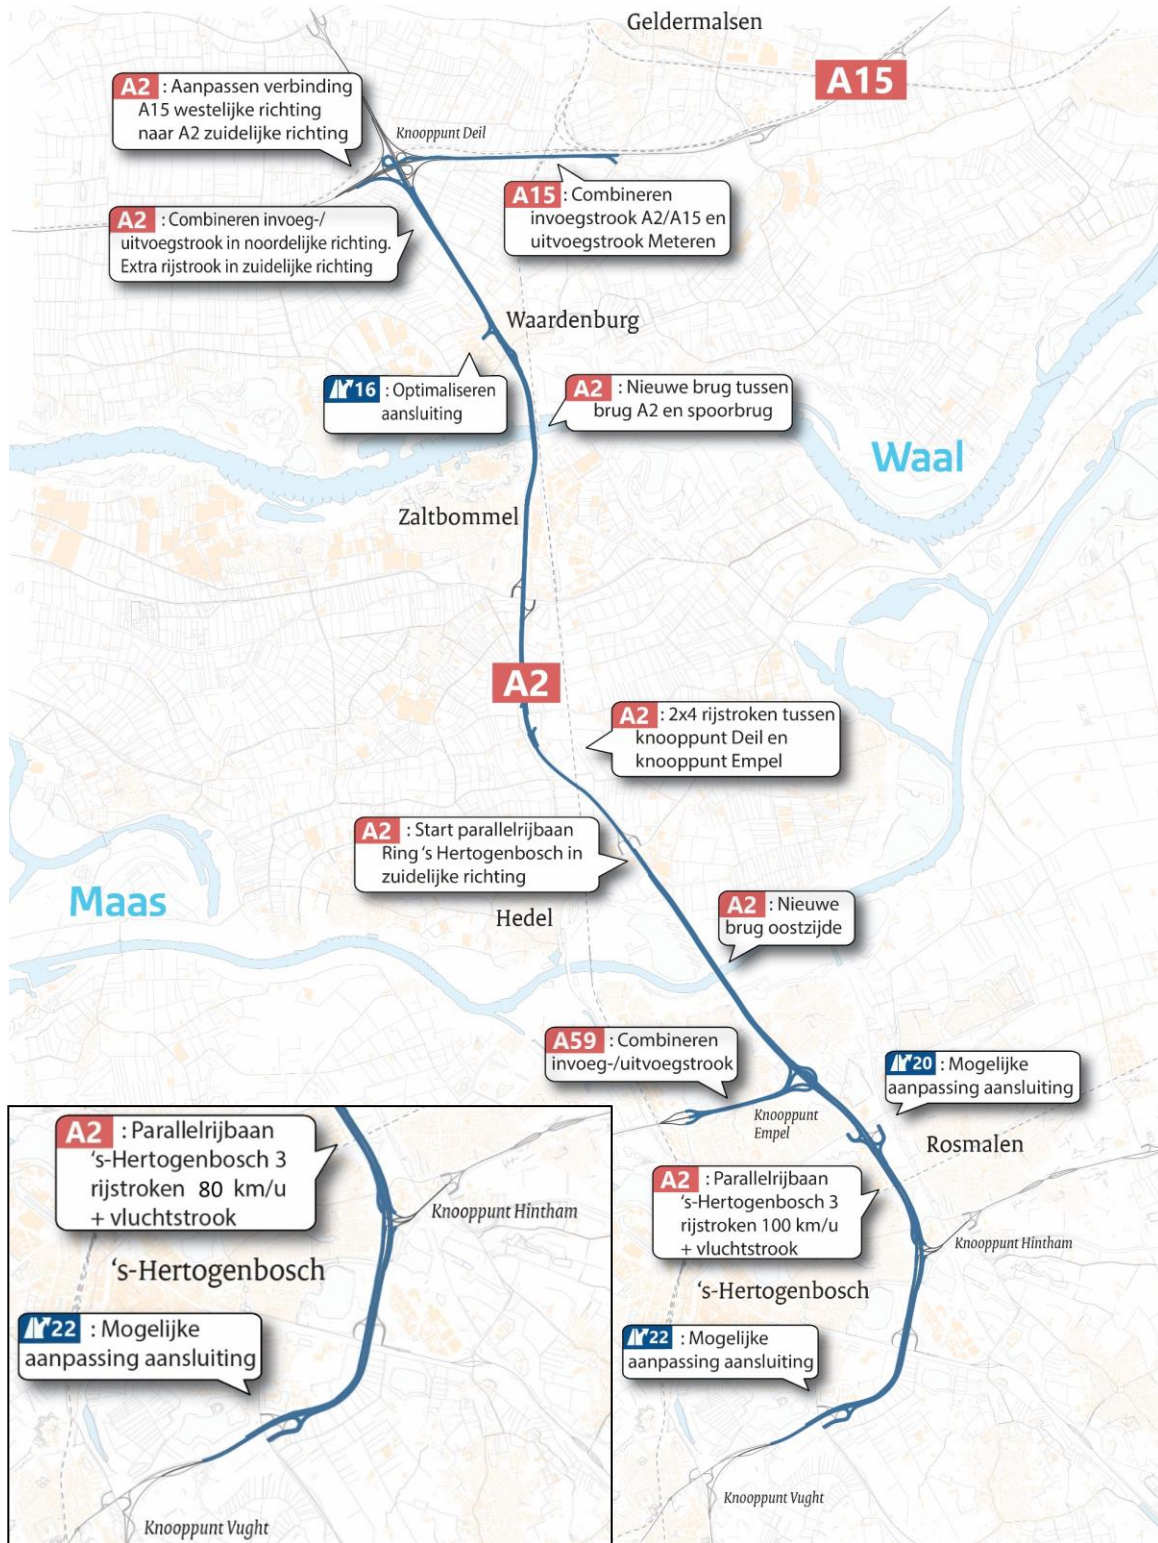 Geldermalsen
A15
A2 : Aanpassen verbinding
A15 westelijke richting
naar A2 zuidelijke richting
Knooppunt Deil
A15 : Combineren
invoegstrook A2/A15 en
uitvoegstrook Meteren
A2 : Combineren invoeg-/
uitvoegstrook in noordelijke richting.
Extra rijstrook in zuidelijke richting
Waardenburg
16 : Optimaliseren
aansluiting
A2 : Nieuwe brug tussen
brug A2 en spoorbrug
Waal
Zaltbommel
A2
A2 : 2x4 rijstroken tussen
knooppunt Deil en
knooppunt Empel
A2 : Start parallelrijbaan
Ring 's Hertogenbosch in
zuidelijke richting
Maas
Hedel
A2 : Nieuwe
brug oostzijde
A59 : Combineren
invoeg-/uitvoegstrook
20 : Mogelijke
aanpassing aansluiting
Knooppunt
Empel
Rosmalen
A2 : Parallelrijbaan
‘s-Hertogenbosch 3
rijstroken 100 km/u
+ vluchtstrook
Knooppunt Hintham
‘s-Hertogenbosch
22 : Mogelijke
aanpassing aansluiting
Knooppunt Vught
A2 : Parallelrijbaan
‘s-Hertogenbosch 3
rijstroken 80 km/u
+ vluchtstrook
Knooppunt Hintham
‘s-Hertogenbosch
22 : Mogelijke
aanpassing aansluiting
Knooppunt Vught